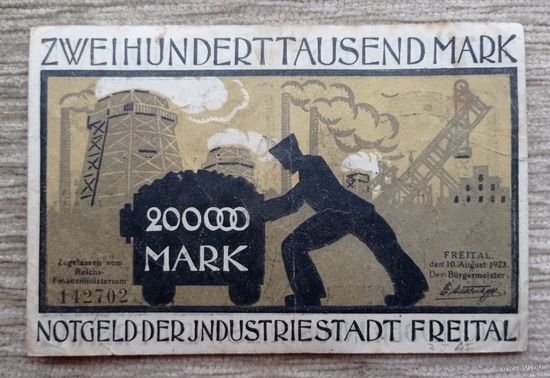 ZWEIHUNDERTTAUSEND MARK
200000
MARK
Zugelassen vom
Reichs-
Finanzministerium
142702
FREITAL
den 10. August 1923
Der Bürgermeister
NOTGELD DER JNDUSTRIESTADT FREITAL